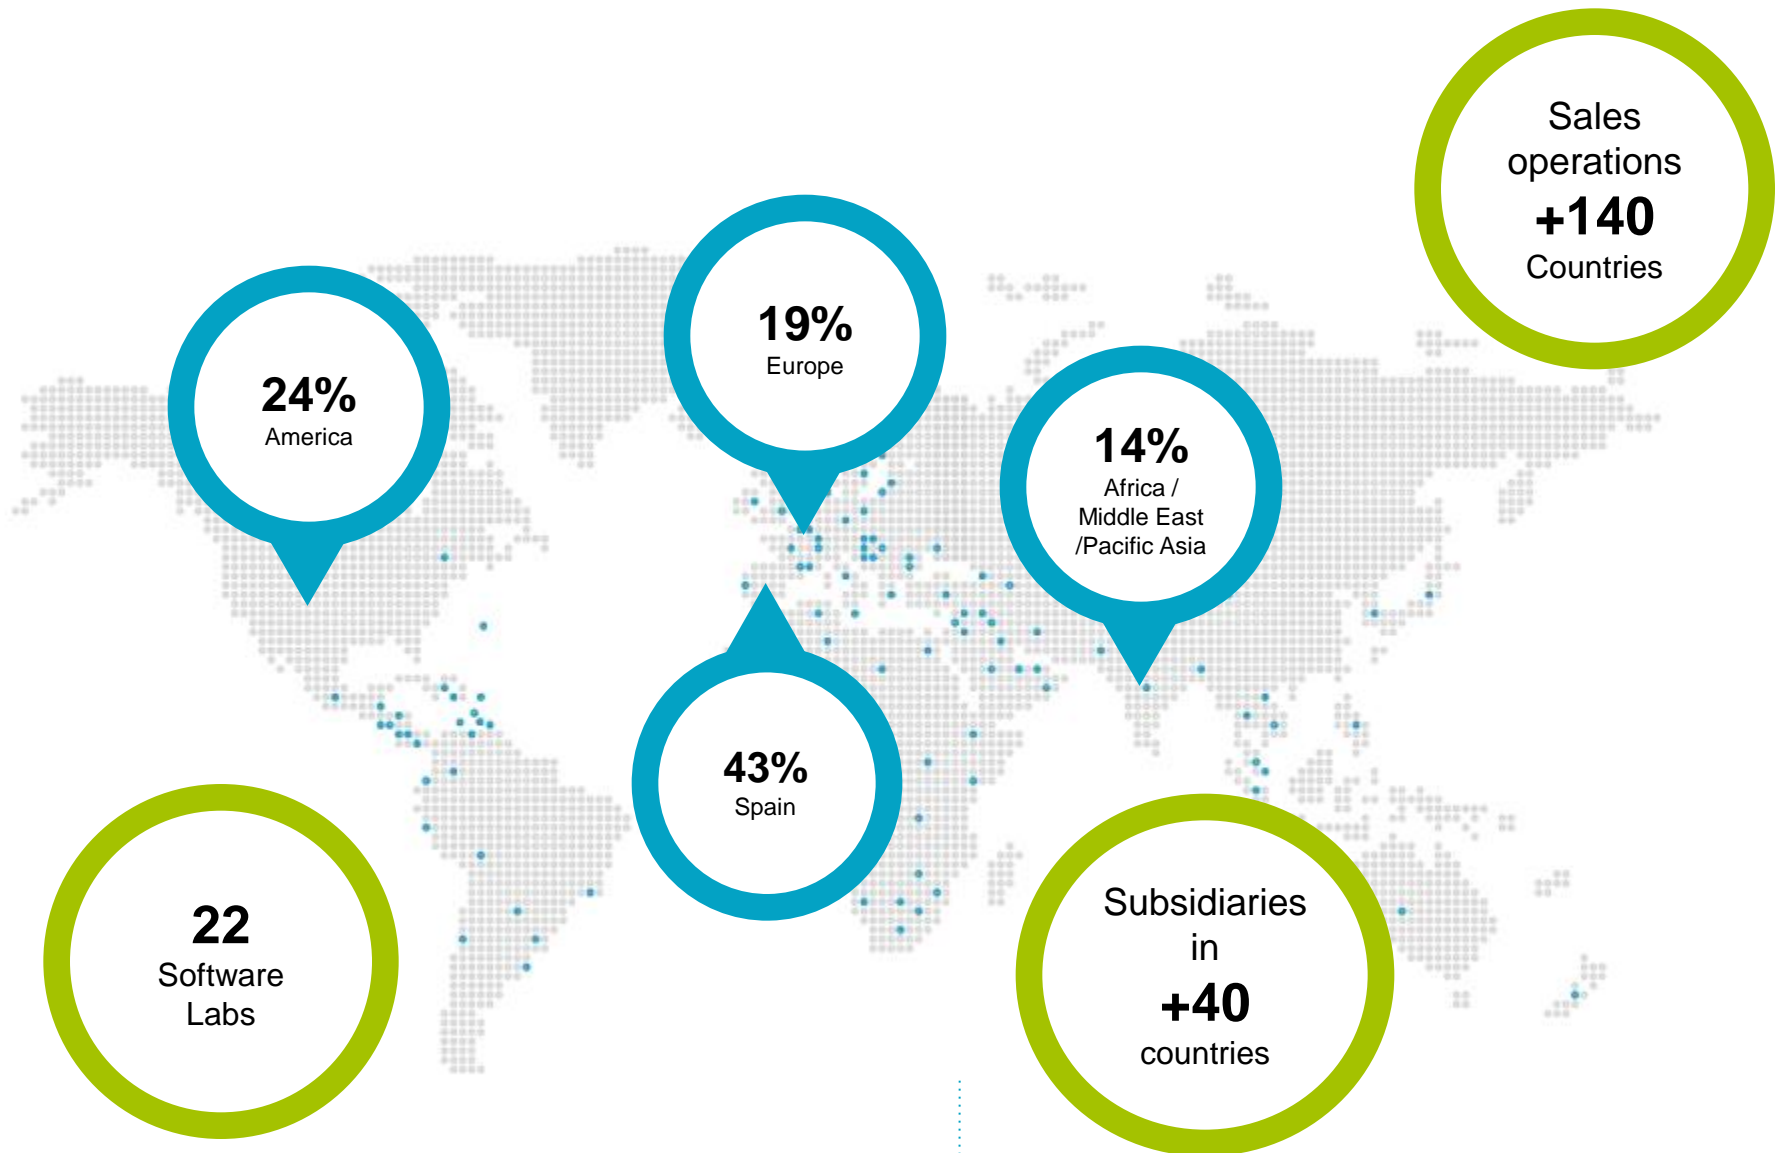 Sales
operations
+140
Countries
19%
Europe
24%
America
14%
Africa /
Middle East
/Pacific Asia
43%
Spain
22
Software
Labs
Subsidiaries
in
+40
countries